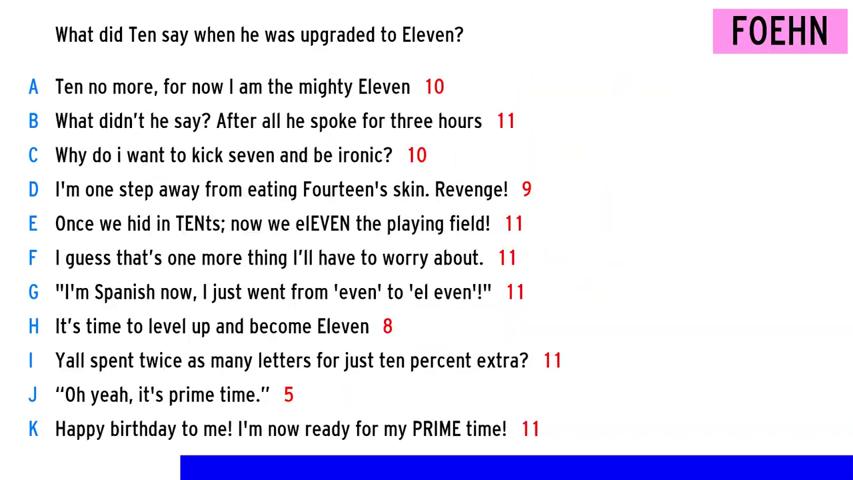 What did Ten say when he was upgraded to Eleven?
FOEHN
A Ten no more, for now I am the mighty Eleven 10
B What didn’t he say? After all he spoke for three hours 11
C Why do i want to kick seven and be ironic? 10
D I'm one step away from eating Fourteen's skin. Revenge! 9
E Once we hid in TENts; now we elEVEN the playing field! 11
F I guess that’s one more thing I’ll have to worry about. 11
G "I'm Spanish now, I just went from 'even' to 'el even'!" 11
H It’s time to level up and become Eleven 8
I Yall spent twice as many letters for just ten percent extra? 11
J “Oh yeah, it's prime time.” 5
K Happy birthday to me! I'm now ready for my PRIME time! 11